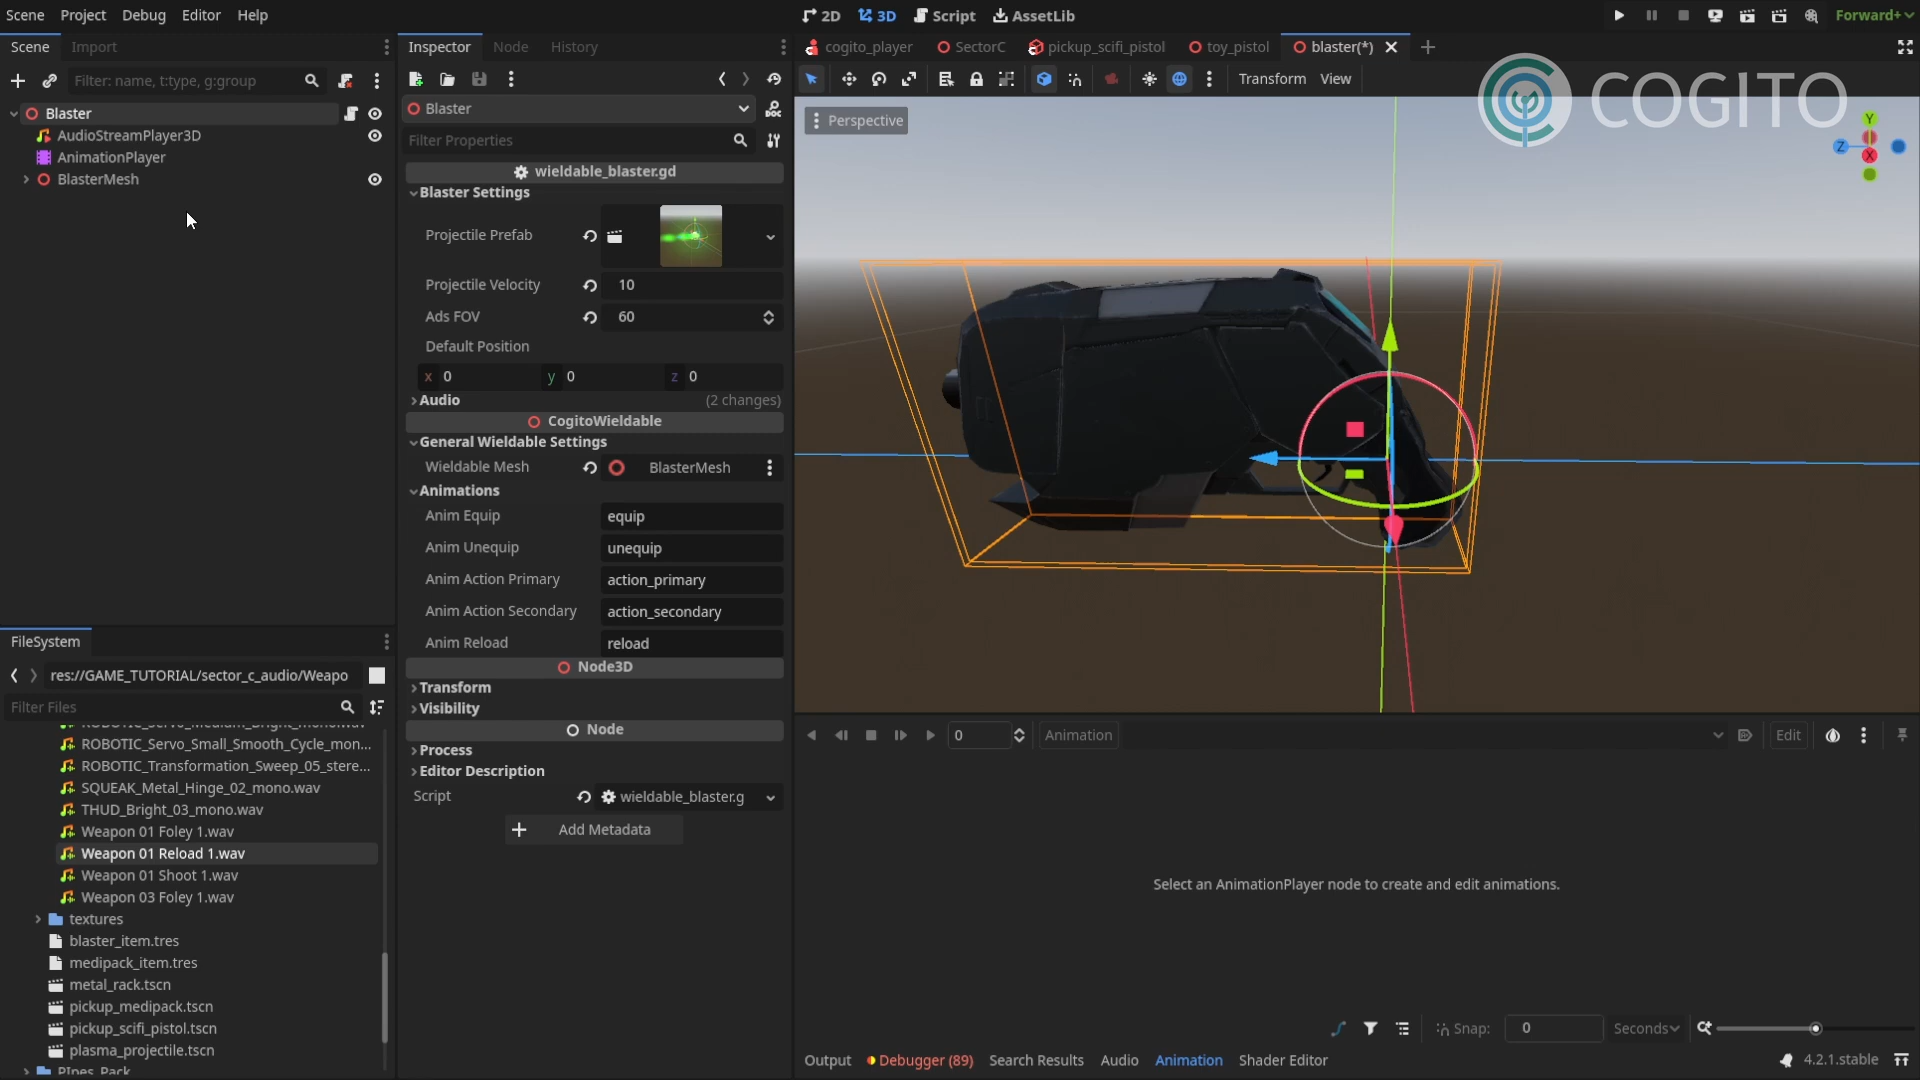 Scene Project Debug Editor Help
2D 3D Script AssetLib
Forward+
Scene Import
Inspector Node History
cogito_player SectorC pickup_scifi_pistol toy_pistol blaster(*)
Filter: name, t:type, g:group
Transform View
COGITO
Blaster
AudioStreamPlayer3D
AnimationPlayer
BlasterMesh
Blaster
Filter Properties
wieldable_blaster.gd
Blaster Settings
Projectile Prefab
Projectile Velocity 10
Ads FOV 60
Default Position
x 0 y 0 z 0
Audio (2 changes)
CogitoWieldable
General Wieldable Settings
Wieldable Mesh BlasterMesh
Animations
Anim Equip equip
Anim Unequip unequip
Anim Action Primary action_primary
Anim Action Secondary action_secondary
Anim Reload reload
Node3D
Transform
Visibility
Node
Process
Editor Description
Script wieldable_blaster.g
Add Metadata
Perspective
Y
Z
X
FileSystem
res://GAME_TUTORIAL/sector_c_audio/Weapo
Filter Files
ROBOTIC_Servo_Medium_Bright_mono.wav
ROBOTIC_Servo_Small_Smooth_Cycle_mon...
ROBOTIC_Transformation_Sweep_05_stere...
SQUEAK_Metal_Hinge_02_mono.wav
THUD_Bright_03_mono.wav
Weapon 01 Foley 1.wav
Weapon 01 Reload 1.wav
Weapon 01 Shoot 1.wav
Weapon 03 Foley 1.wav
textures
blaster_item.tres
medipack_item.tres
metal_rack.tscn
pickup_medipack.tscn
pickup_scifi_pistol.tscn
plasma_projectile.tscn
PIpes_Pack
0 Animation Edit
Select an AnimationPlayer node to create and edit animations.
Snap: 0 Seconds
Output Debugger (89) Search Results Audio Animation Shader Editor
4.2.1.stable